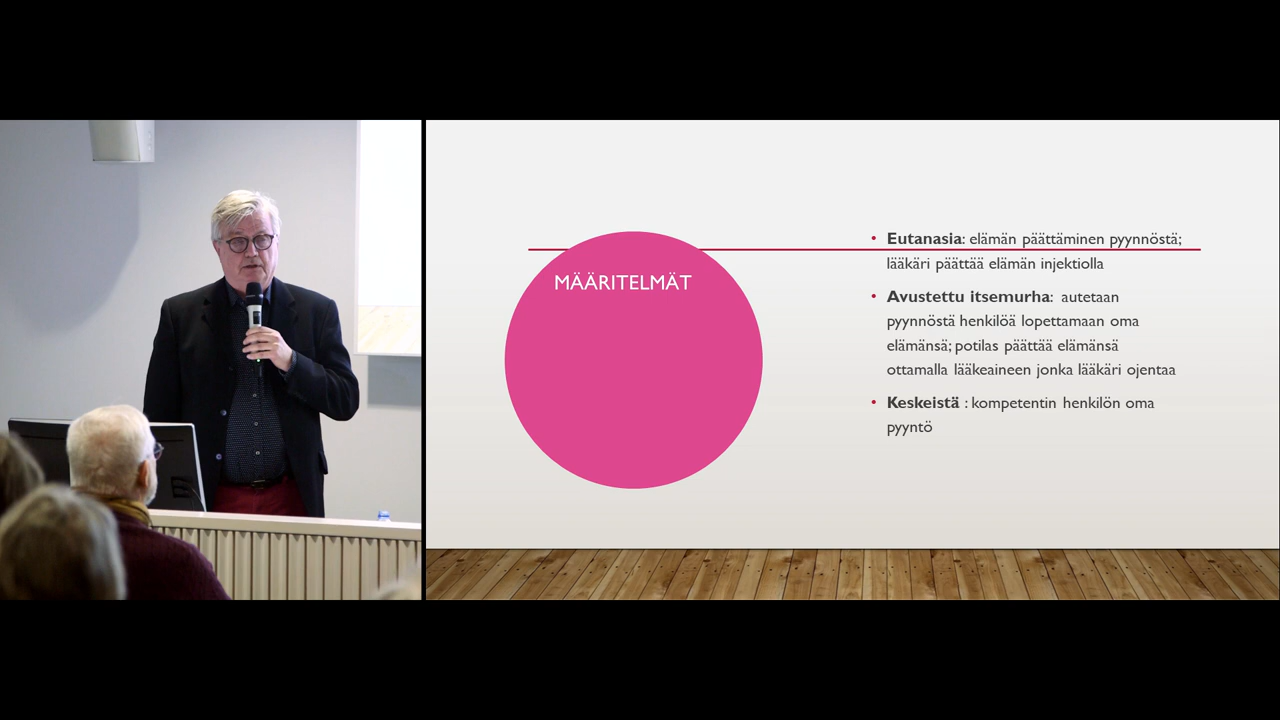 MÄÄRITELMÄT
• Eutanasia: elämän päättäminen pyynnöstä;
lääkäri päättää elämän injektiolla
• Avustettu itsemurha: autetaan
pyynnöstä henkilöä lopettamaan oma
elämänsä; potilas päättää elämänsä
ottamalla lääkeaineen jonka lääkäri ojentaa
• Keskeistä : kompetentin henkilön oma
pyyntö